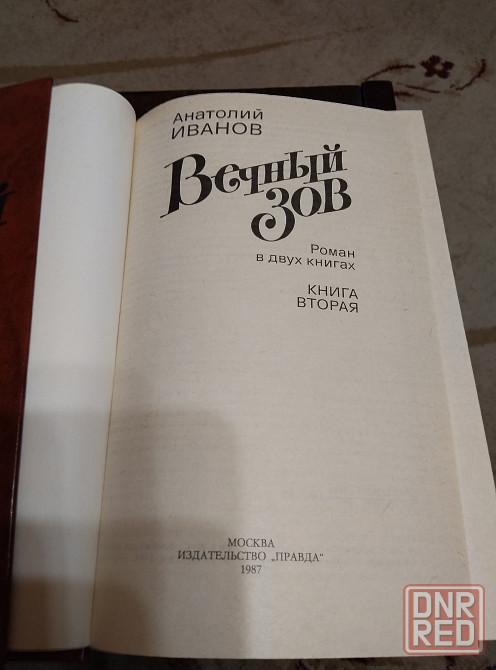 Анатолий
ИВАНОВ
Вечный
Зов
Роман
в двух книгах
КНИГА
ВТОРАЯ
МОСКВА
ИЗДАТЕЛЬСТВО „ПРАВДА“
1987
DNR
RED